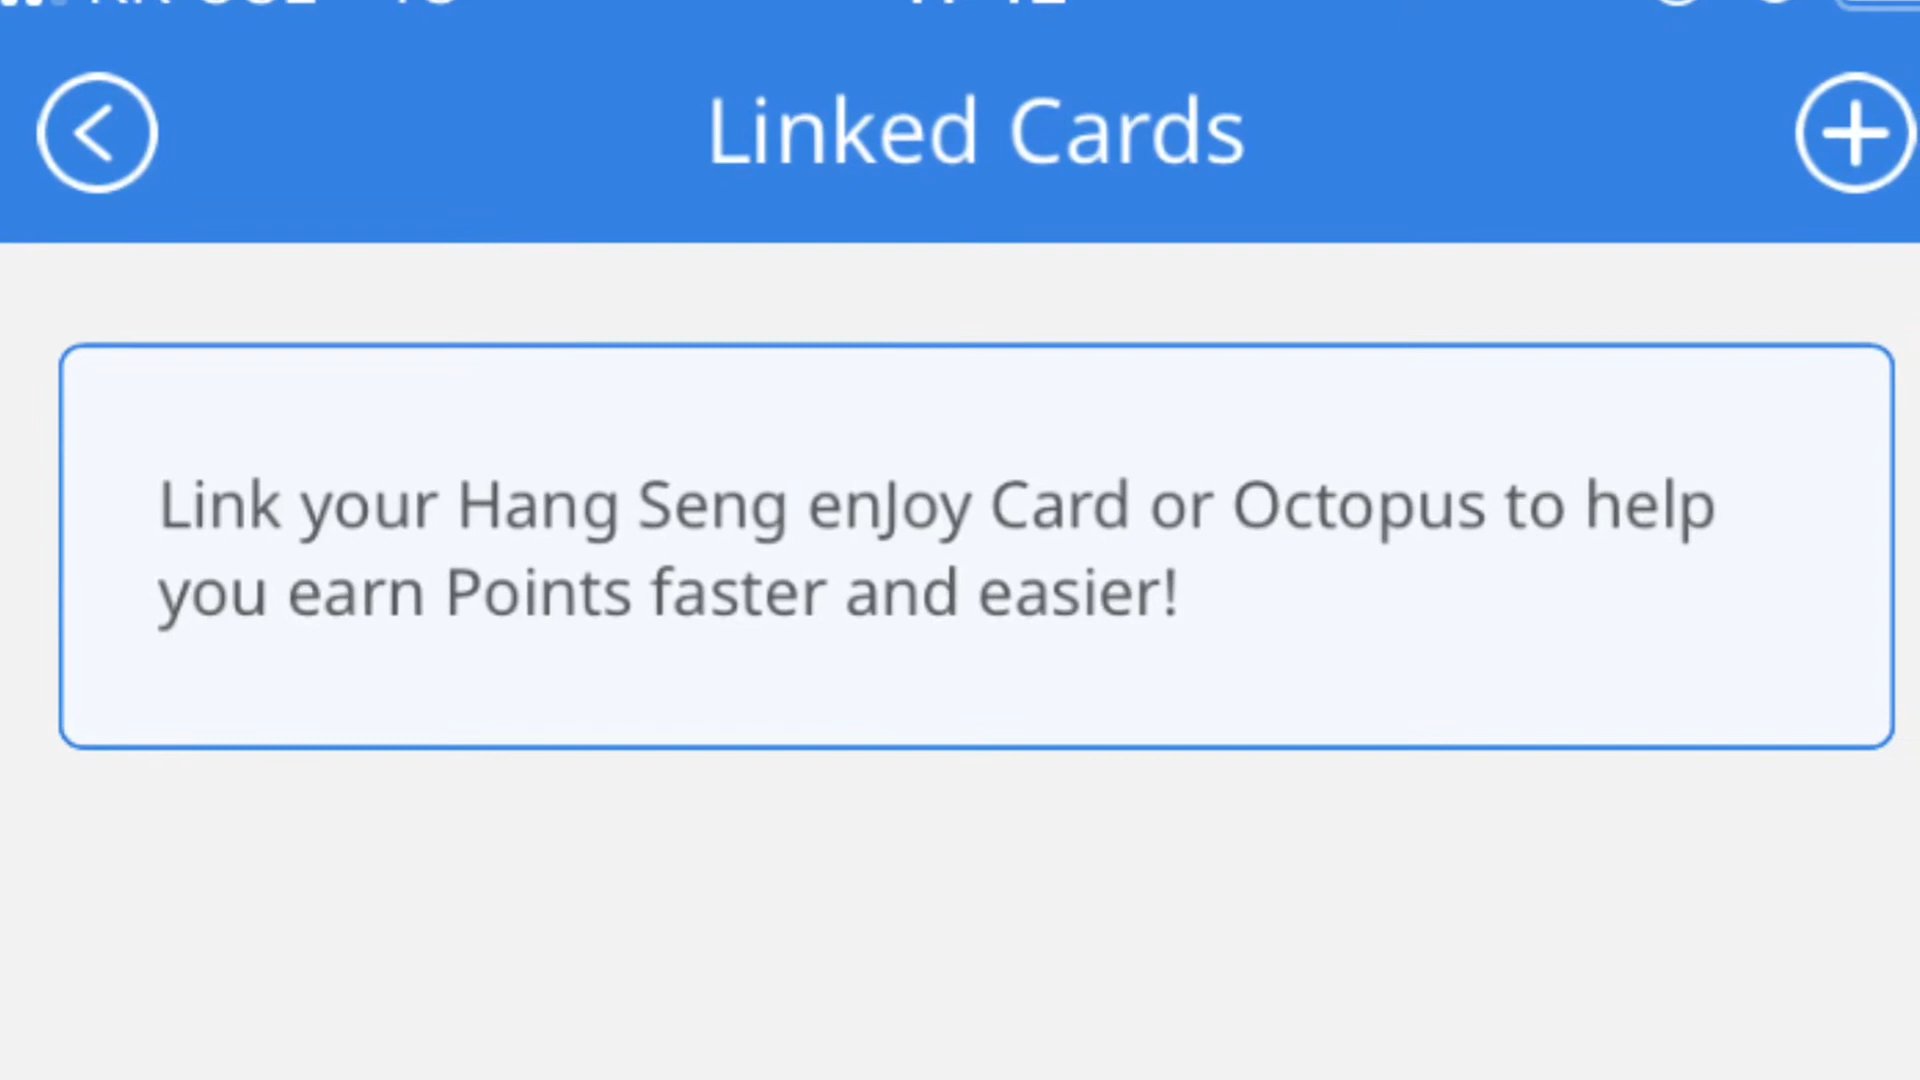 Linked Cards
Link your Hang Seng enJoy Card or Octopus to help
you earn Points faster and easier!